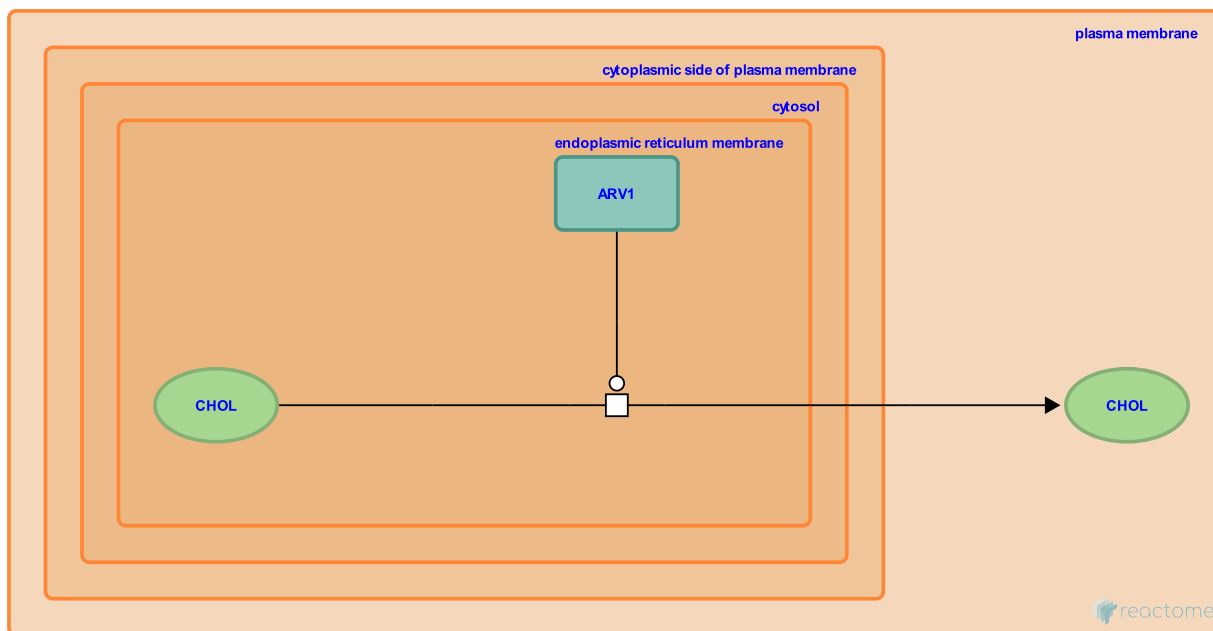 plasma membrane
cytoplasmic side of plasma membrane
cytosol
endoplasmic reticulum membrane
ARV1
CHOL
CHOL
reactome